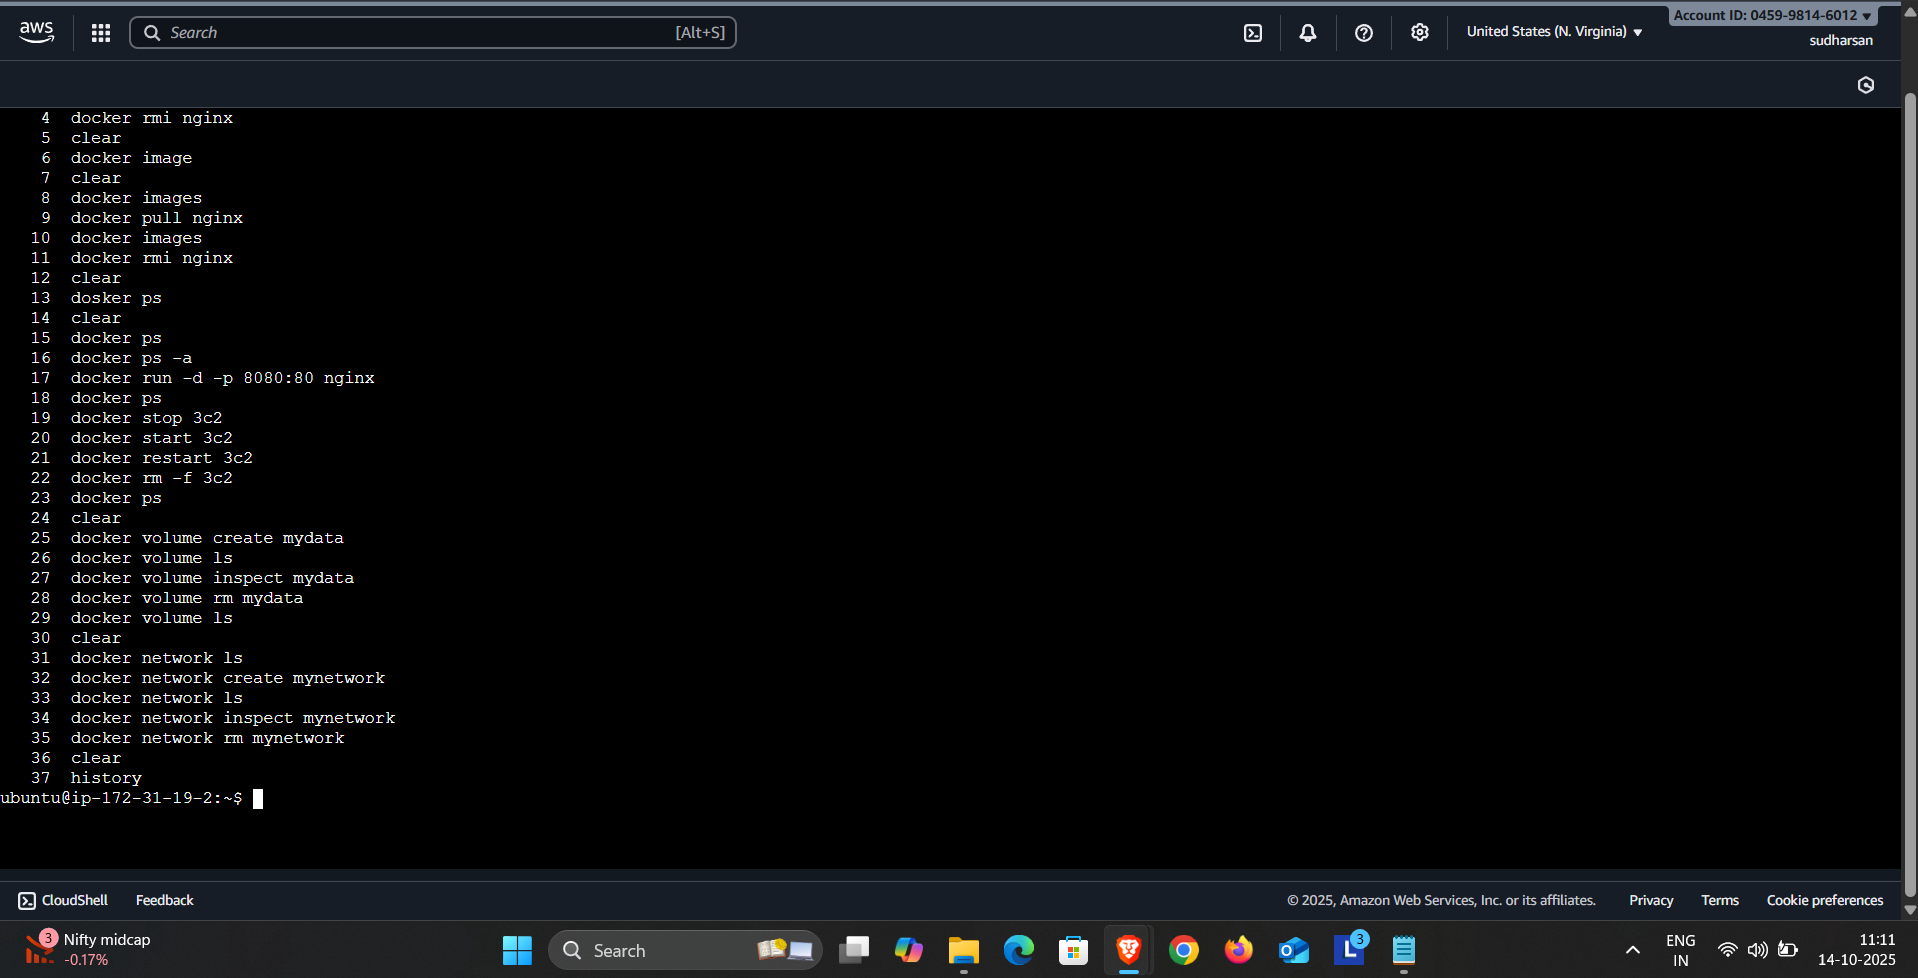 aws
Search [Alt+S]
United States (N. Virginia)
Account ID: 0459-9814-6012
sudharsan
4 docker rmi nginx
5 clear
6 docker image
7 clear
8 docker images
9 docker pull nginx
10 docker images
11 docker rmi nginx
12 clear
13 dosker ps
14 clear
15 docker ps
16 docker ps -a
17 docker run -d -p 8080:80 nginx
18 docker ps
19 docker stop 3c2
20 docker start 3c2
21 docker restart 3c2
22 docker rm -f 3c2
23 docker ps
24 clear
25 docker volume create mydata
26 docker volume ls
27 docker volume inspect mydata
28 docker volume rm mydata
29 docker volume ls
30 clear
31 docker network ls
32 docker network create mynetwork
33 docker network ls
34 docker network inspect mynetwork
35 docker network rm mynetwork
36 clear
37 history
ubuntu@ip-172-31-19-2:~$
CloudShell Feedback © 2025, Amazon Web Services, Inc. or its affiliates. Privacy Terms Cookie preferences
3 Nifty midcap
-0.17%
Search
L 3
ENG
IN
11:11
14-10-2025